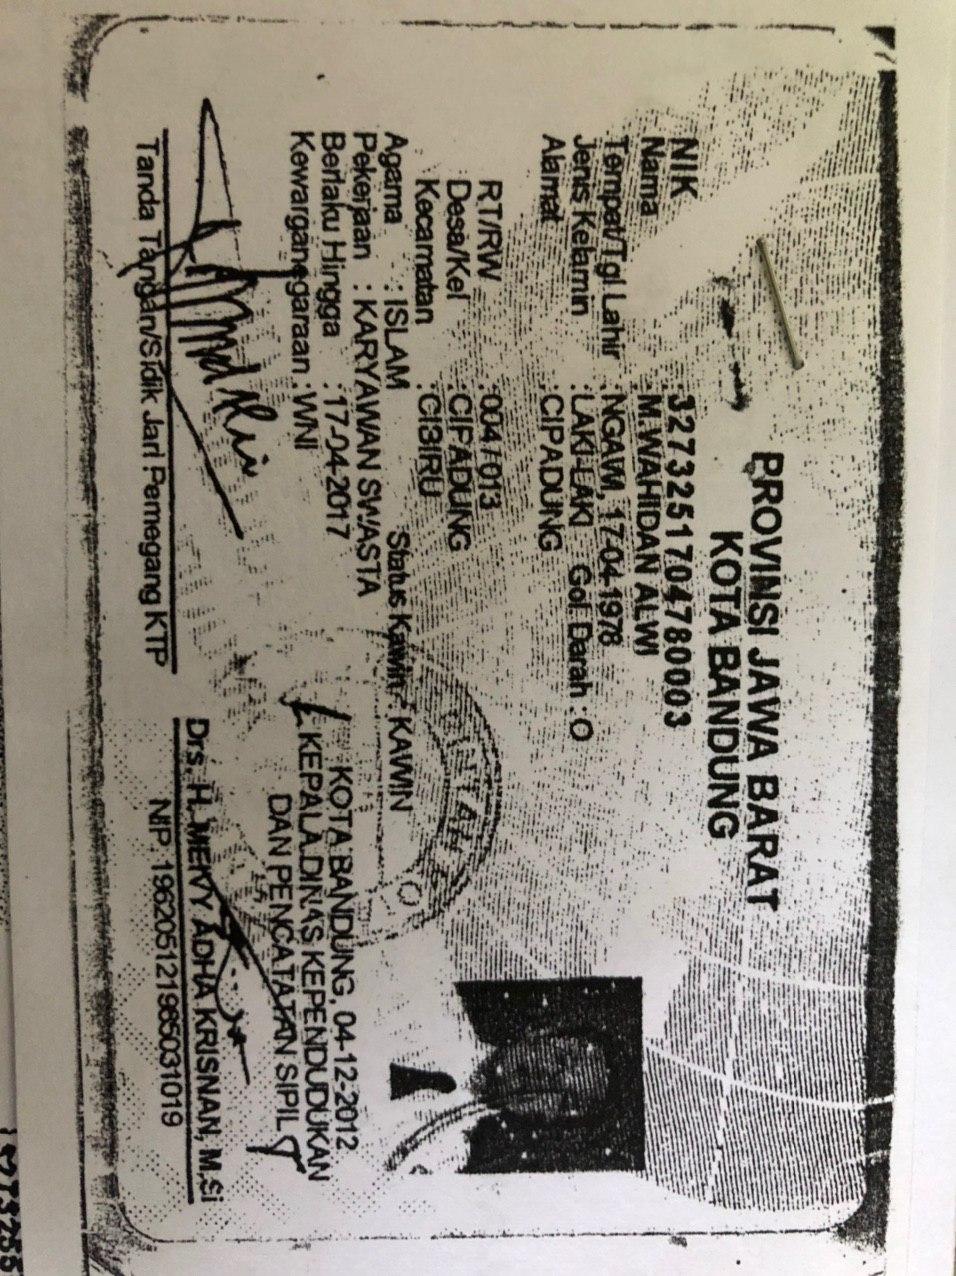 PROVINSI JAWA BARAT
KOTA BANDUNG
NIK : 3273251704780003
Nama : M.WAHIDAN ALWI
Tempat/Tgl Lahir : NGAWI, 17-04-1978
Jenis Kelamin : LAKI-LAKI Gol. Darah : O
Alamat : CIPADUNG
RT/RW : 004/013
Desa/Kel : CIPADUNG
Kecamatan : CIBIRU
Agama : ISLAM Status Kawin : KAWIN
Pekerjaan : KARYAWAN SWASTA
Berlaku Hingga : 17-04-2017
Kewarganegaraan : WNI
KOTA BANDUNG, 04-12-2012
KEPALA DINAS KEPENDUDUKAN
DAN PENCATATAN SIPIL
Drs. H. MEIVY ADHA KRISNAN, M.Si
NIP. 196205121985031019
Tanda Tangan/Sidik Jari Pemegang KTP